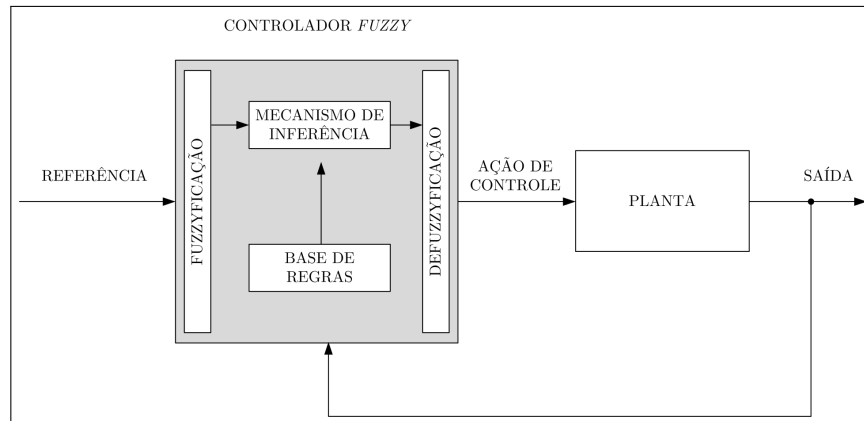 CONTROLADOR FUZZY
REFERÊNCIA
FUZZYFICAÇÃO
MECANISMO DE
INFERÊNCIA
BASE DE
REGRAS
DEFUZZYFICAÇÃO
AÇÃO DE
CONTROLE
PLANTA
SAÍDA